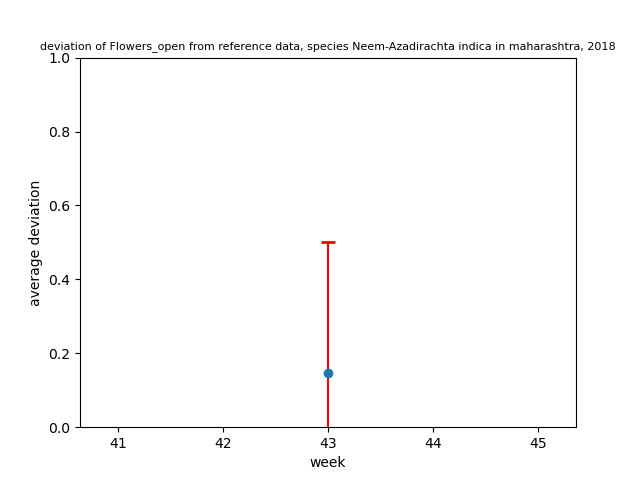 deviation of Flowers_open from reference data, species Neem-Azadirachta indica in maharashtra, 2018
1.0
0.8
0.6
0.4
0.2
0.0
average deviation
41 42 43 44 45
week